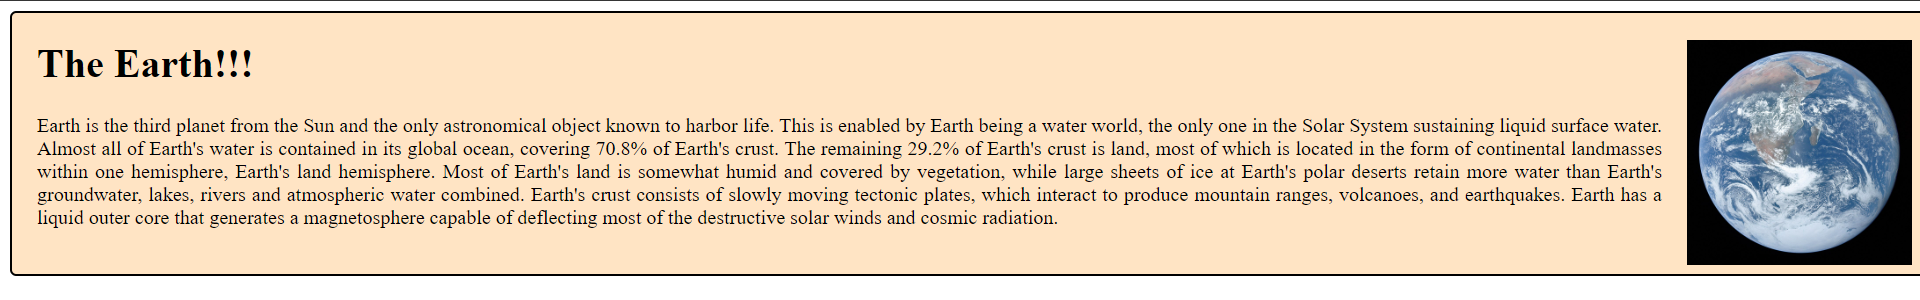 The Earth!!!
Earth is the third planet from the Sun and the only astronomical object known to harbor life. This is enabled by Earth being a water world, the only one in the Solar System sustaining liquid surface water.
Almost all of Earth's water is contained in its global ocean, covering 70.8% of Earth's crust. The remaining 29.2% of Earth's crust is land, most of which is located in the form of continental landmasses
within one hemisphere, Earth's land hemisphere. Most of Earth's land is somewhat humid and covered by vegetation, while large sheets of ice at Earth's polar deserts retain more water than Earth's
groundwater, lakes, rivers and atmospheric water combined. Earth's crust consists of slowly moving tectonic plates, which interact to produce mountain ranges, volcanoes, and earthquakes. Earth has a
liquid outer core that generates a magnetosphere capable of deflecting most of the destructive solar winds and cosmic radiation.